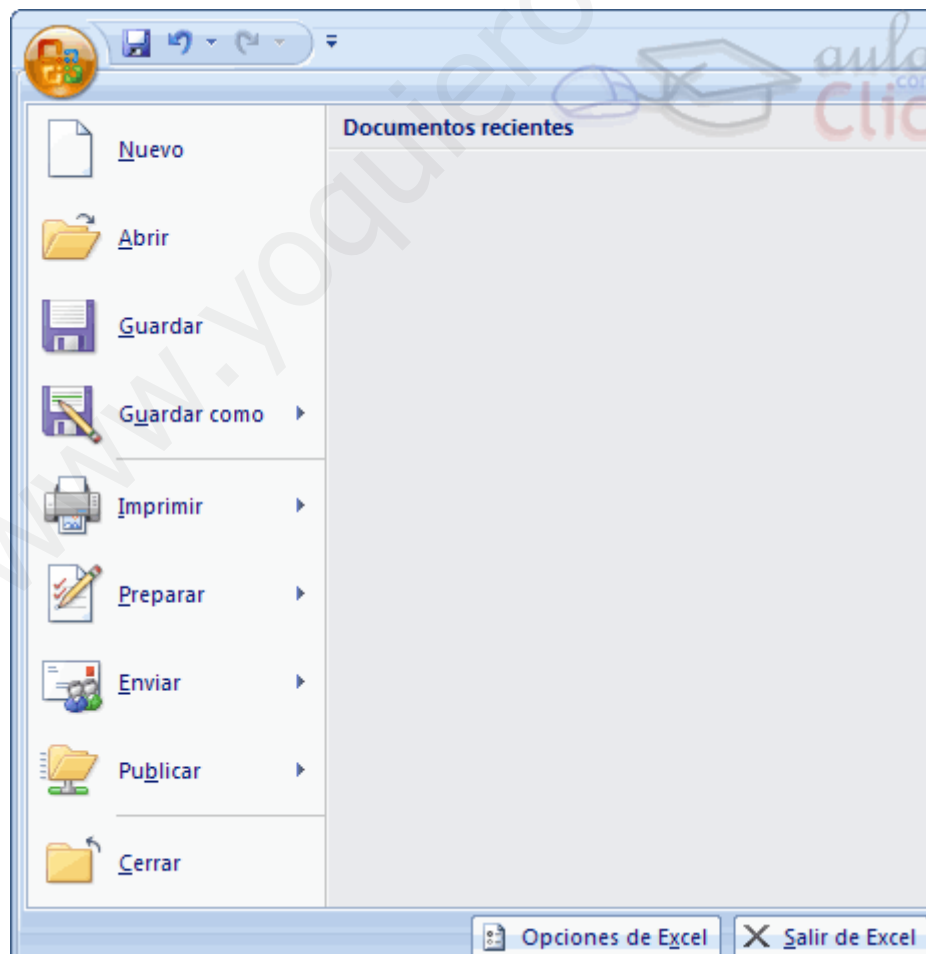 aula
Clic
Documentos recientes
Nuevo
Abrir
Guardar
Guardar como
Imprimir
Preparar
Enviar
Publicar
Cerrar
Opciones de Excel
Salir de Excel
www.yoquiero